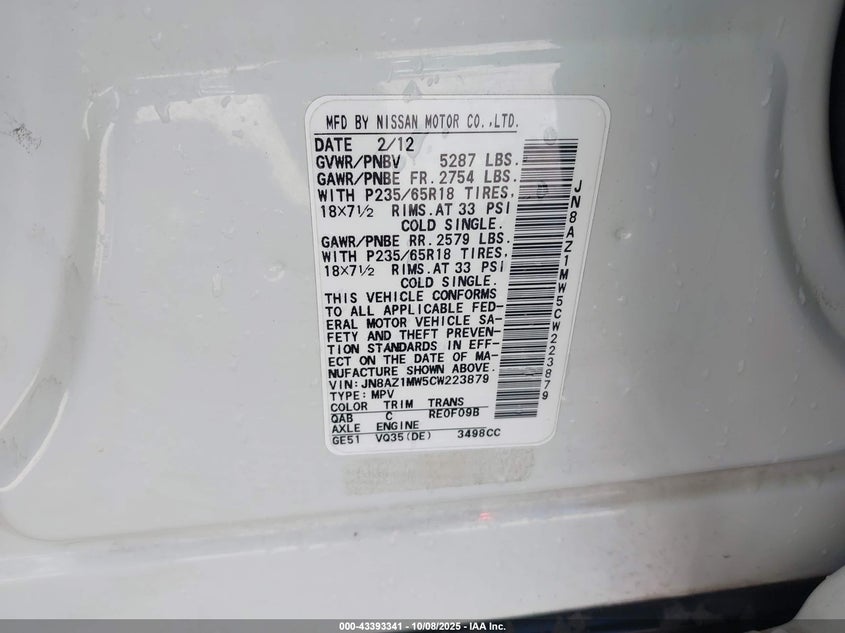 MFD BY NISSAN MOTOR CO.,LTD.
DATE 2/12
GVWR/PNBV 5287 LBS.
GAWR/PNBE FR. 2754 LBS.
WITH P235/65R18 TIRES,
18×7½ RIMS.AT 33 PSI
COLD SINGLE.
GAWR/PNBE RR. 2579 LBS.
WITH P235/65R18 TIRES,
18×7½ RIMS.AT 33 PSI
COLD SINGLE.
THIS VEHICLE CONFORMS
TO ALL APPLICABLE FED-
ERAL MOTOR VEHICLE SA-
FETY AND THEFT PREVEN-
TION STANDARDS IN EFF-
ECT ON THE DATE OF MA-
NUFACTURE SHOWN ABOVE.
VIN: JN8AZ1MW5CW223879
TYPE: MPV
COLOR TRIM TRANS
QAB C RE0F09B
AXLE ENGINE
GE51 VQ35(DE) 3498CC
JN8AZ1MW5CW223879
000-43393341 - 10/08/2025 - IAA Inc.